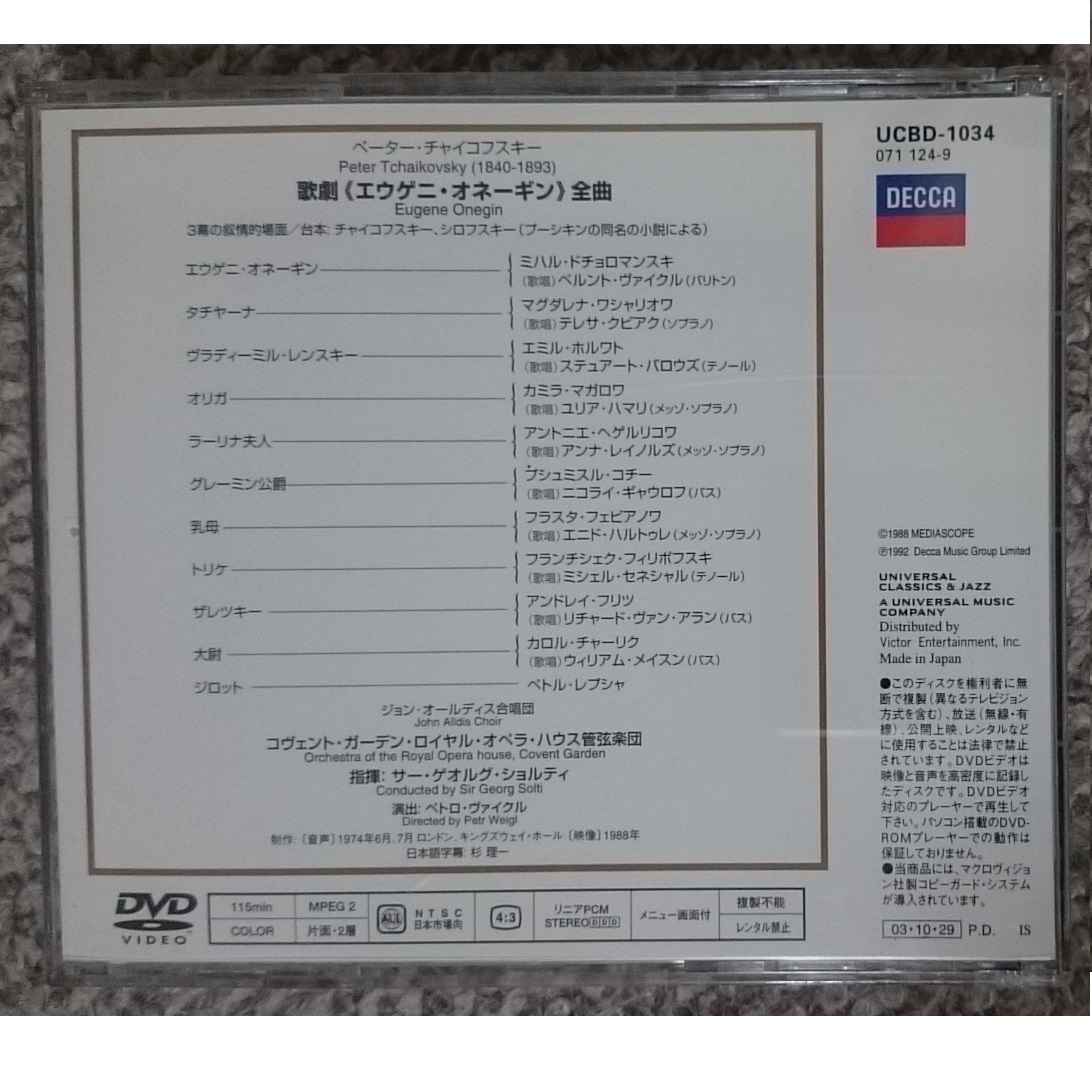 ペーター・チャイコフスキー
Peter Tchaikovsky (1840-1893)
歌劇《エウゲニ・オネーギン》全曲
Eugene Onegin
3幕の叙情的場面／台本: チャイコフスキー、シロフスキー（プーシキンの同名の小説による）
エウゲニ・オネーギン
ミハル・ドチョロマンスキ
（歌唱）ベルント・ヴァイクル（バリトン）
タチヤーナ
マグダレナ・ワシャリオワ
（歌唱）テレサ・クビアク（ソプラノ）
ヴラディーミル・レンスキー
エミル・ホルワト
（歌唱）ステュアート・バロウズ（テノール）
オリガ
カミラ・マガロワ
（歌唱）ユリア・ハマリ（メッゾ・ソプラノ）
ラーリナ夫人
アントニエ・ヘゲルリコワ
（歌唱）アンナ・レイノルズ（メッゾ・ソプラノ）
グレーミン公爵
プシュミスル・コチー
（歌唱）ニコライ・ギャウロフ（バス）
乳母
フラスタ・フェビアノワ
（歌唱）エニド・ハルトゥレ（メッゾ・ソプラノ）
トリケ
フランチシェク・フィリポフスキ
（歌唱）ミシェル・セネシャル（テノール）
ザレツキー
アンドレイ・フリツ
（歌唱）リチャード・ヴァン・アラン（バス）
大尉
カロル・チャーリク
（歌唱）ウィリアム・メイスン（バス）
ジロット
ペトル・レプシャ
ジョン・オールディス合唱団
John Alldis Choir
コヴェント・ガーデン・ロイヤル・オペラ・ハウス管弦楽団
Orchestra of the Royal Opera house, Covent Garden
指揮: サー・ゲオルグ・ショルティ
Conducted by Sir Georg Solti
演出: ペトロ・ヴァイクル
Directed by Petr Weigl
制作:〔音声〕1974年6月、7月 ロンドン、キングズウェイ・ホール〔映像〕1988年
日本語字幕: 杉 理一
DVD
VIDEO
115min
COLOR
MPEG 2
片面・2層
ALL
NTSC
日本市場向
4:3
リニアPCM
STEREO DDD
メニュー画面付
複製不能
レンタル禁止
UCBD-1034
071 124-9
DECCA
©1988 MEDIASCOPE
℗1992 Decca Music Group Limited
UNIVERSAL
CLASSICS & JAZZ
A UNIVERSAL MUSIC
COMPANY
Distributed by
Victor Entertainment, Inc.
Made in Japan
●このディスクを権利者に無
断で複製（異なるテレビジョン
方式を含む）、放送（無線・有
線）、公開上映、レンタルなど
に使用することは法律で禁止
されています。DVDビデオは
映像と音声を高密度に記録し
たディスクです。DVDビデオ
対応のプレーヤーで再生して
下さい。パソコン搭載のDVD-
ROMプレーヤーでの動作は
保証しておりません。
●当商品には、マクロヴィジョ
ン社製コピーガード・システム
が導入されています。
03・10・29 P.D. IS